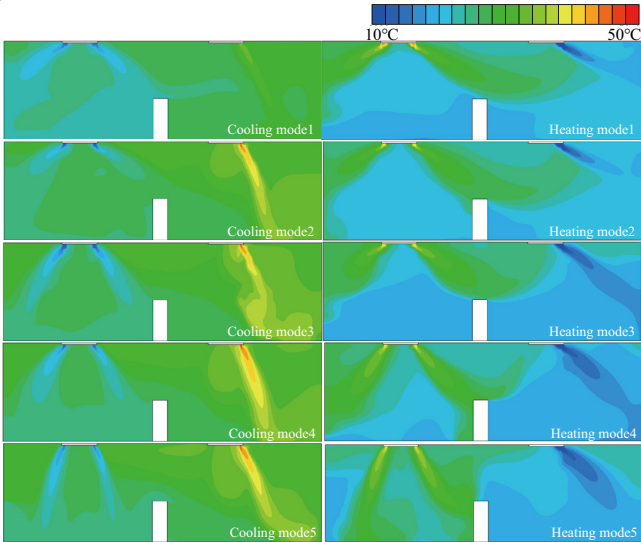 10°C 50°C
Cooling mode1 Heating mode1
Cooling mode2 Heating mode2
Cooling mode3 Heating mode3
Cooling mode4 Heating mode4
Cooling mode5 Heating mode5